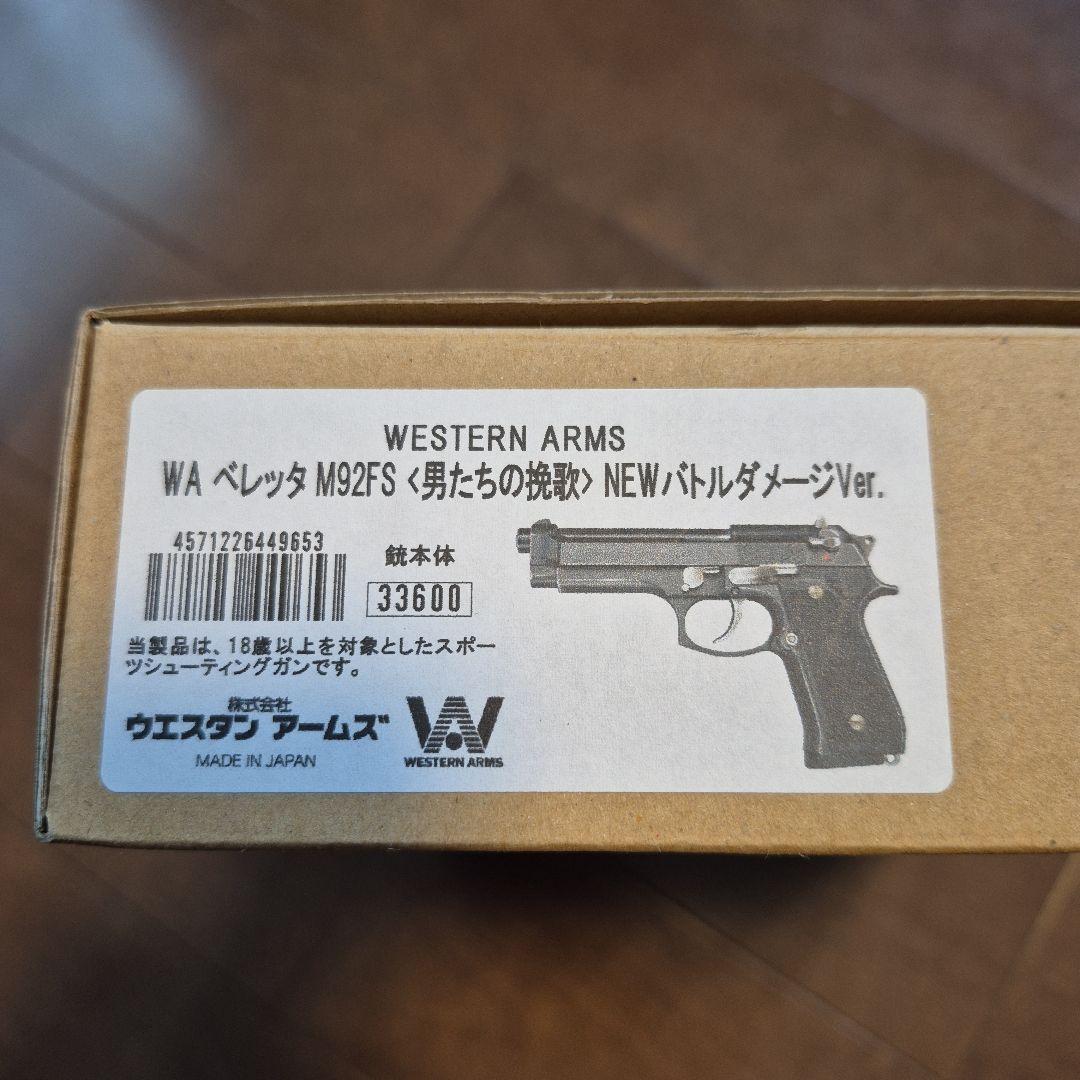 WESTERN ARMS
WA ベレッタ M92FS <男たちの挽歌> NEWバトルダメージVer.
4571226449653
銃本体
33600
当製品は、18歳以上を対象としたスポー
ツシューティングガンです。
株式会社
ウエスタン アームズ
MADE IN JAPAN
WA
WESTERN ARMS